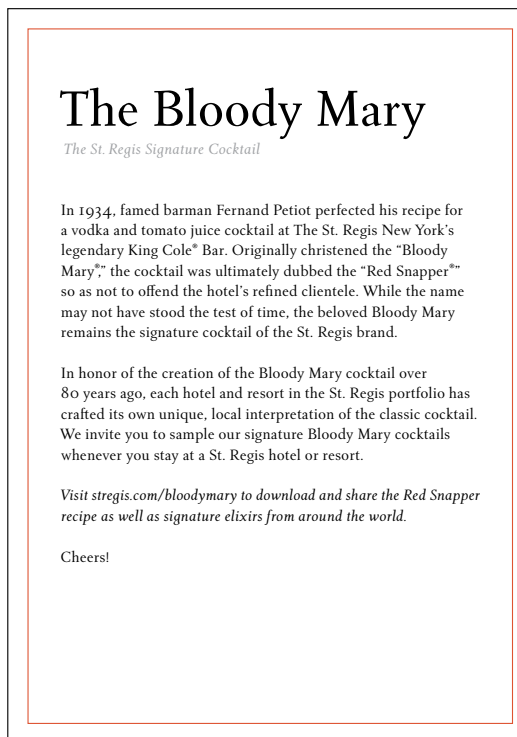 The Bloody Mary
The St. Regis Signature Cocktail
In 1934, famed barman Fernand Petiot perfected his recipe for
a vodka and tomato juice cocktail at The St. Regis New York's
legendary King Cole® Bar. Originally christened the “Bloody
Mary®,” the cocktail was ultimately dubbed the “Red Snapper®”
so as not to offend the hotel's refined clientele. While the name
may not have stood the test of time, the beloved Bloody Mary
remains the signature cocktail of the St. Regis brand.
In honor of the creation of the Bloody Mary cocktail over
80 years ago, each hotel and resort in the St. Regis portfolio has
crafted its own unique, local interpretation of the classic cocktail.
We invite you to sample our signature Bloody Mary cocktails
whenever you stay at a St. Regis hotel or resort.
Visit stregis.com/bloodymary to download and share the Red Snapper
recipe as well as signature elixirs from around the world.
Cheers!